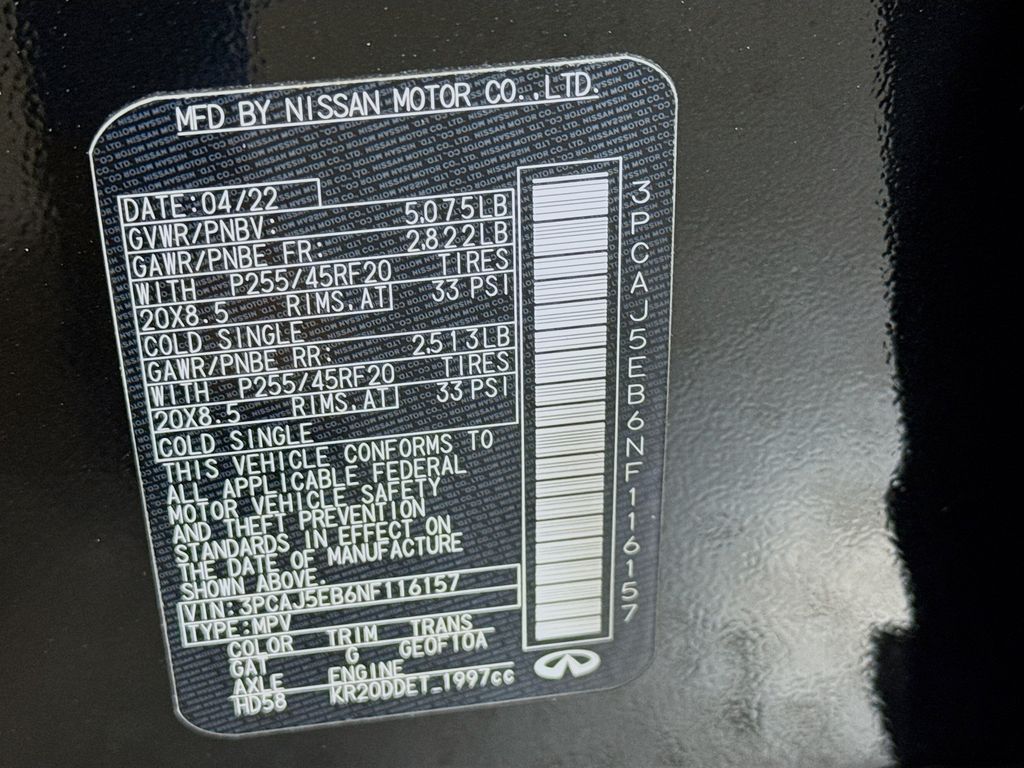 MFD BY NISSAN MOTOR CO.,LTD.
DATE:04/22
GVWR/PNBV: 5,075LB
GAWR/PNBE FR: 2,822LB
WITH P255/45RF20 TIRES
20X8.5 RIMS,AT 33 PSI
COLD SINGLE
GAWR/PNBE RR: 2,513LB
WITH P255/45RF20 TIRES
20X8.5 RIMS,AT 33 PSI
COLD SINGLE
THIS VEHICLE CONFORMS TO
ALL APPLICABLE FEDERAL
MOTOR VEHICLE SAFETY
AND THEFT PREVENTION
STANDARDS IN EFFECT ON
THE DATE OF MANUFACTURE
SHOWN ABOVE.
VIN:3PCAJ5EB6NF116157
TYPE:MPV
COLOR TRIM TRANS
GAT G GE0F10A
AXLE ENGINE
HD58 KR20DDET_1997cc
3PCAJ5EB6NF116157